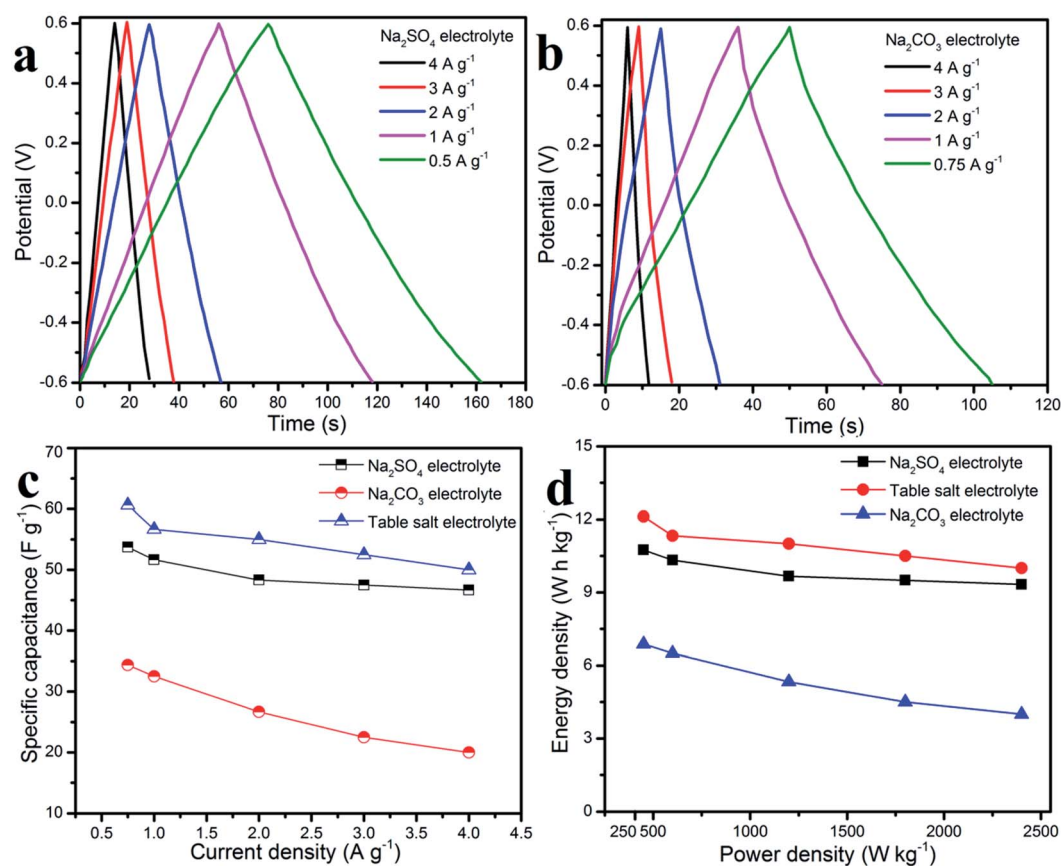 a
Na₂SO₄ electrolyte
4 A g⁻¹
3 A g⁻¹
2 A g⁻¹
1 A g⁻¹
0.5 A g⁻¹
0.6
0.4
0.2
0.0
-0.2
-0.4
-0.6
Potential (V)
0 20 40 60 80 100 120 140 160 180
Time (s)
b
Na₂CO₃ electrolyte
4 A g⁻¹
3 A g⁻¹
2 A g⁻¹
1 A g⁻¹
0.75 A g⁻¹
0.6
0.4
0.2
0.0
-0.2
-0.4
-0.6
Potential (V)
0 20 40 60 80 100 120
Time (s)
c
Na₂SO₄ electrolyte
Na₂CO₃ electrolyte
Table salt electrolyte
70
60
50
40
30
20
10
Specific capacitance (F g⁻¹)
0.5 1.0 1.5 2.0 2.5 3.0 3.5 4.0 4.5
Current density (A g⁻¹)
d
Na₂SO₄ electrolyte
Table salt electrolyte
Na₂CO₃ electrolyte
15
12
9
6
3
0
Energy density (W h kg⁻¹)
250 500 1000 1500 2000 2500
Power density (W kg⁻¹)